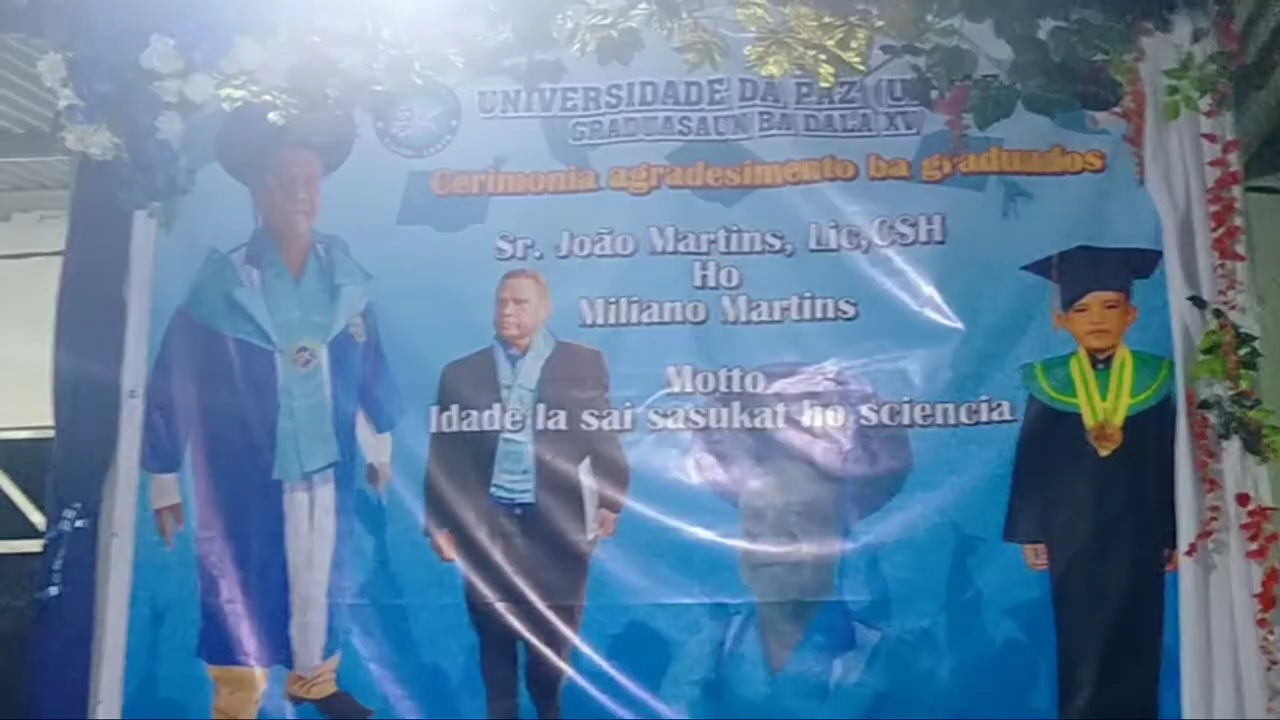 UNIVERSIDADE DA PAZ
GRADUASAUN BA DALA XV
Cerimonia agradesimento ba graduados
Sr. João Martins, Lic,CSH
Ho
Miliano Martins
Motto
Idade la sai sasukat ho sciencia